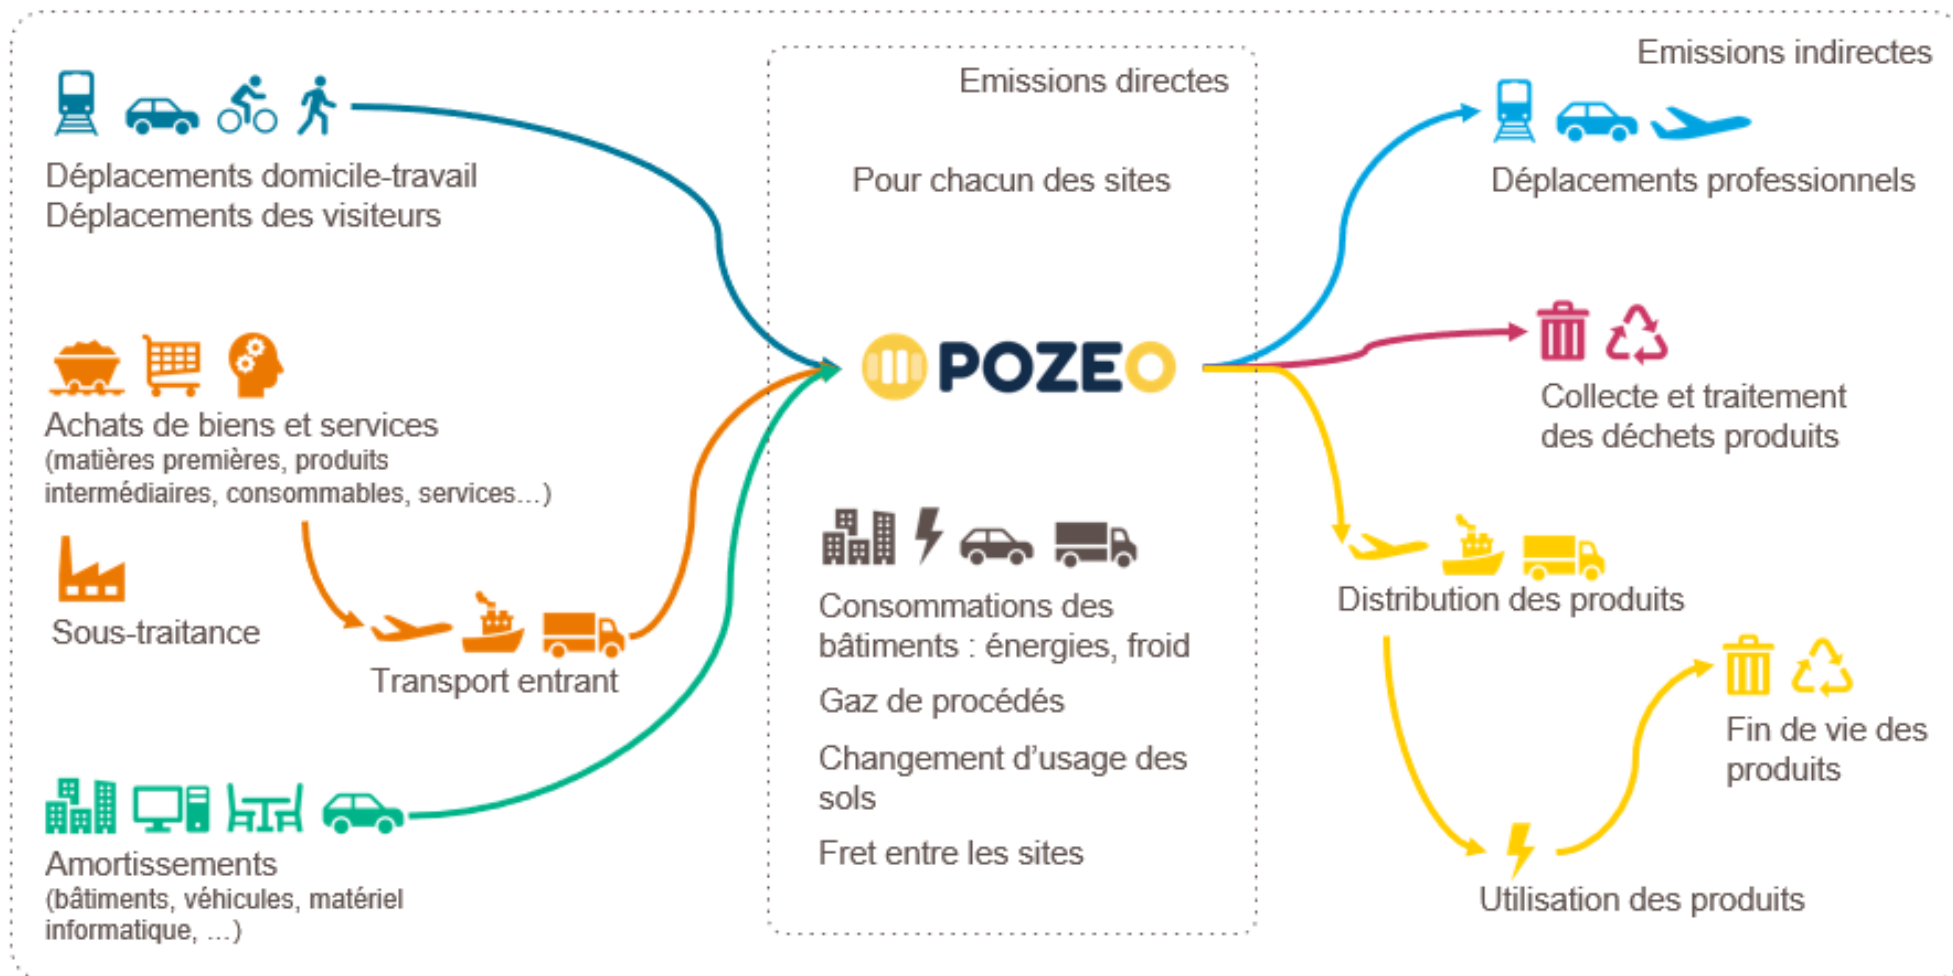 Emissions indirectes
Emissions directes
Déplacements domicile-travail
Déplacements des visiteurs
Pour chacun des sites
Déplacements professionnels
POZEO
Achats de biens et services
(matières premières, produits
intermédiaires, consommables, services...)
Collecte et traitement
des déchets produits
Sous-traitance
Transport entrant
Consommations des
bâtiments : énergies, froid
Gaz de procédés
Changement d'usage des
sols
Fret entre les sites
Distribution des produits
Fin de vie des
produits
Utilisation des produits
Amortissements
(bâtiments, véhicules, matériel
informatique, ...)